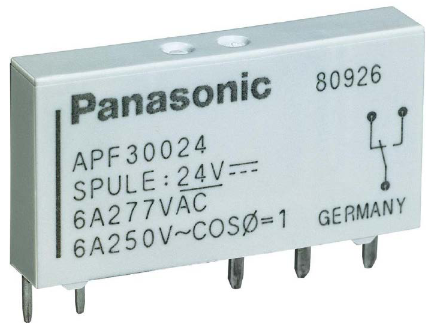 Panasonic 80926
APF30024
SPULE: 24V⎓
6A277VAC
6A250V~COSØ=1 GERMANY